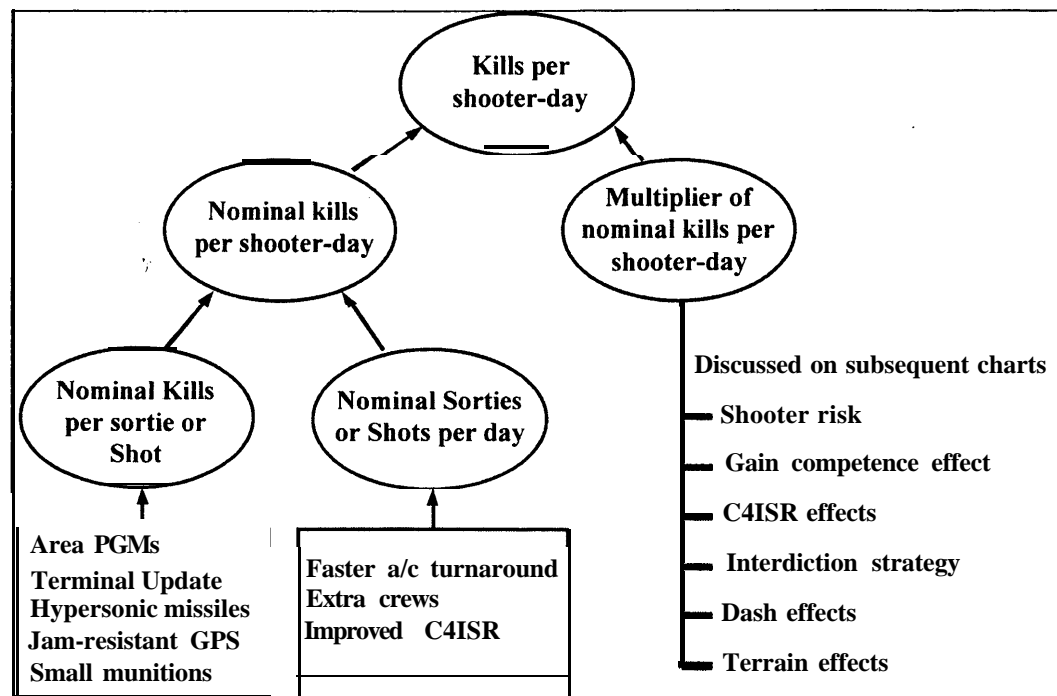 Kills per
shooter-day
Nominal kills
per shooter-day
Multiplier of
nominal kills per
shooter-day
Nominal Kills
per sortie or
Shot
Nominal Sorties
or Shots per day
Area PGMs
Terminal Update
Hypersonic missiles
Jam-resistant GPS
Small munitions
Faster a/c turnaround
Extra crews
Improved C4ISR
Discussed on subsequent charts
Shooter risk
Gain competence effect
C4ISR effects
Interdiction strategy
Dash effects
Terrain effects